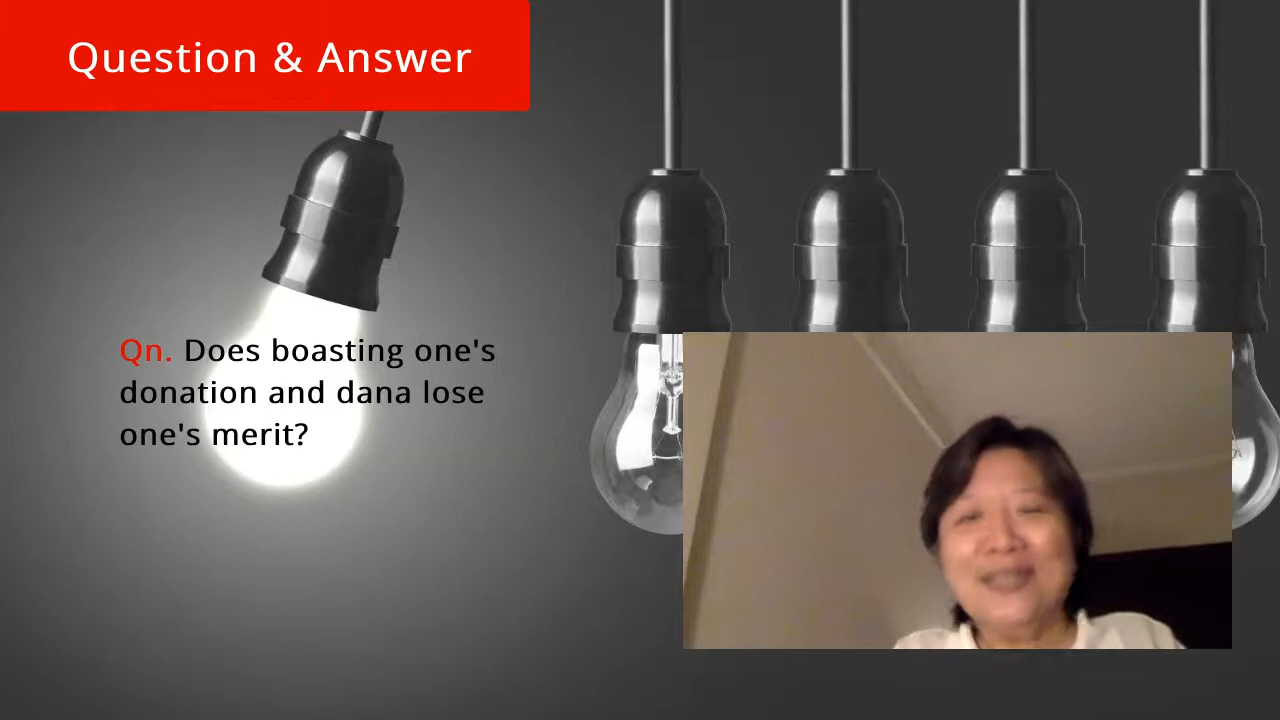 Question & Answer
Qn. Does boasting one's
donation and dana lose
one's merit?